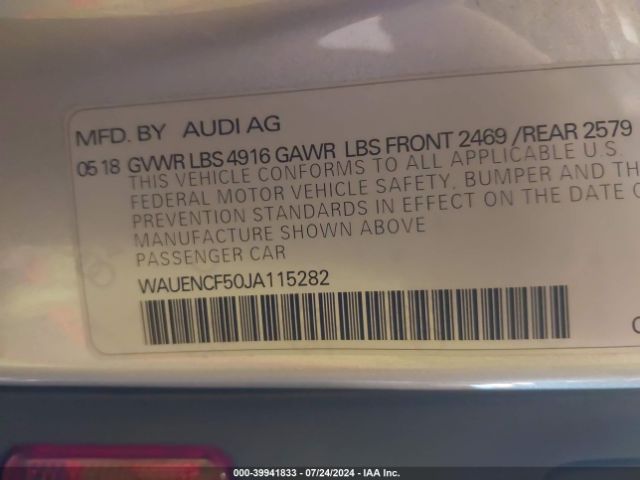 MFD. BY AUDI AG
05 18 GVWR LBS 4916 GAWR LBS FRONT 2469 /REAR 2579
THIS VEHICLE CONFORMS TO ALL APPLICABLE U.S.
FEDERAL MOTOR VEHICLE SAFETY, BUMPER AND TH
PREVENTION STANDARDS IN EFFECT ON THE DATE O
MANUFACTURE SHOWN ABOVE
PASSENGER CAR
WAUENCF50JA115282
000-39941833 - 07/24/2024 - IAAI Inc.